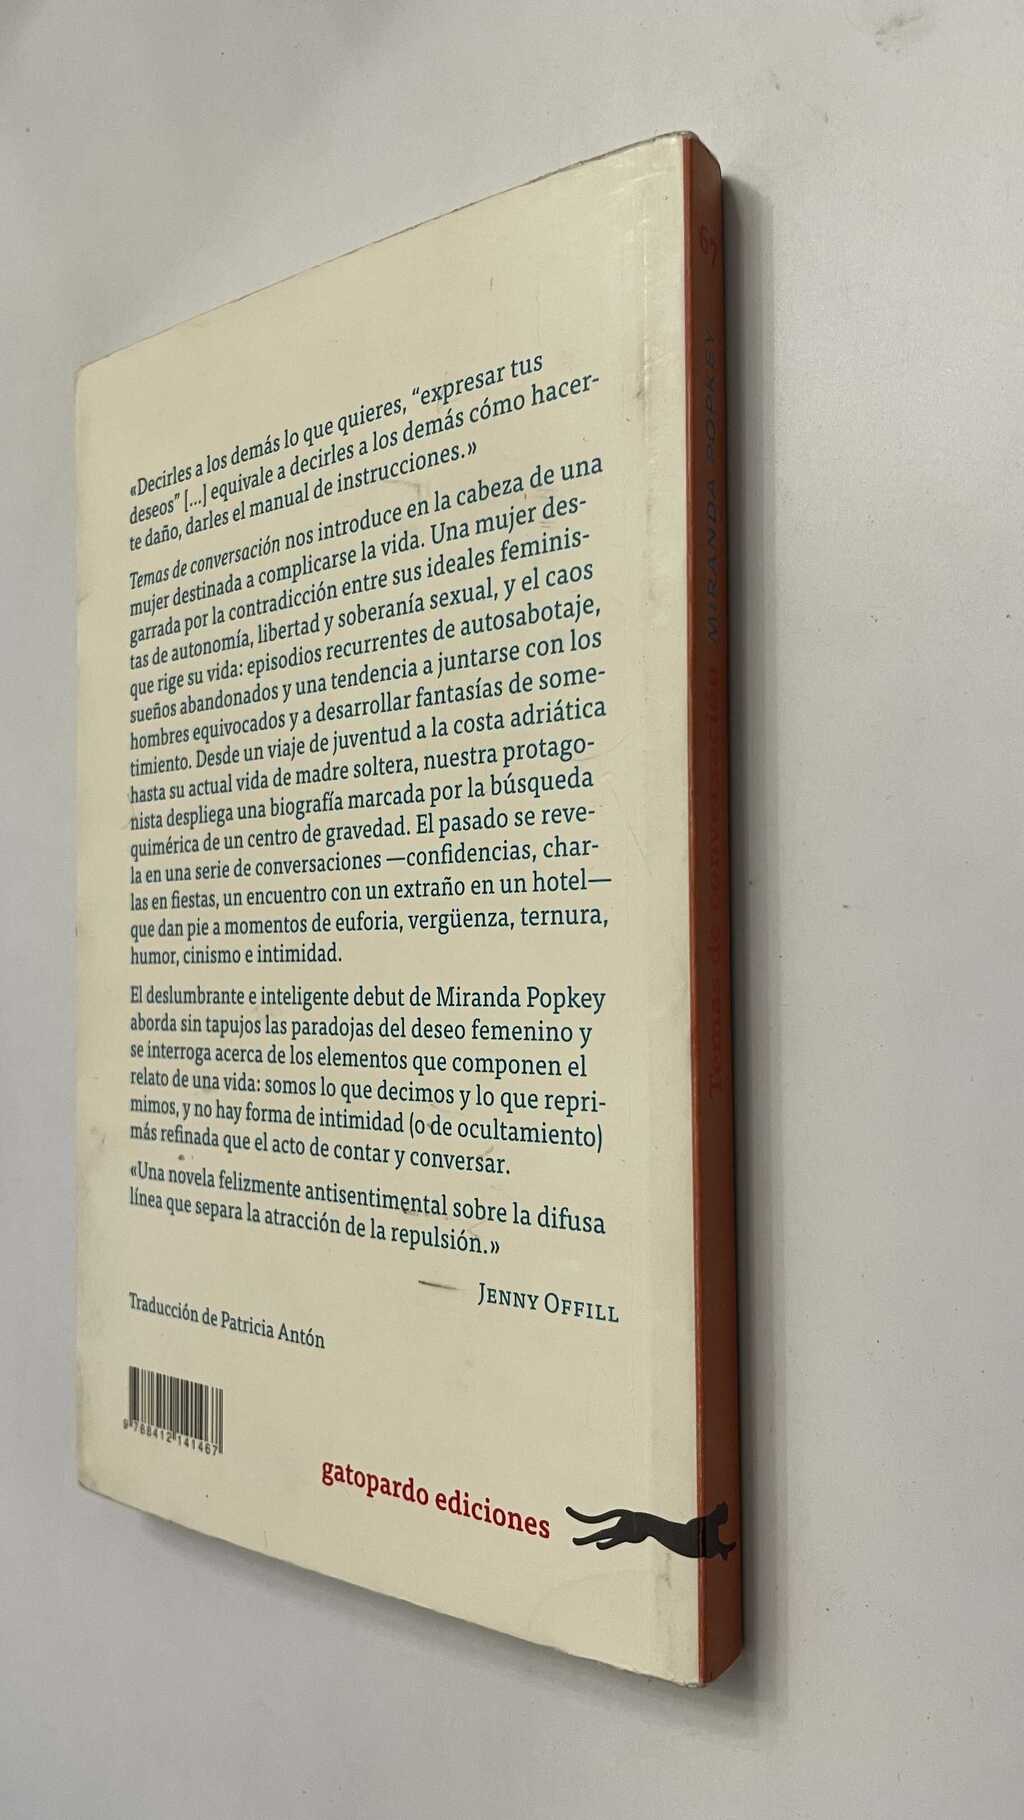 «Decirles a los demás lo que quieres, “expresar tus
deseos” [...] equivale a decirles a los demás cómo hacer-
te daño, darles el manual de instrucciones.»
Temas de conversación nos introduce en la cabeza de una
mujer destinada a complicarse la vida. Una mujer des-
garrada por la contradicción entre sus ideales feminis-
tas de autonomía, libertad y soberanía sexual, y el caos
que rige su vida: episodios recurrentes de autosabotaje,
sueños abandonados y una tendencia a juntarse con los
hombres equivocados y a desarrollar fantasías de some-
timiento. Desde un viaje de juventud a la costa adriática
hasta su actual vida de madre soltera, nuestra protago-
nista despliega una biografía marcada por la búsqueda
quimérica de un centro de gravedad. El pasado se reve-
la en una serie de conversaciones —confidencias, char-
las en fiestas, un encuentro con un extraño en un hotel—
que dan pie a momentos de euforia, vergüenza, ternura,
humor, cinismo e intimidad.
El deslumbrante e inteligente debut de Miranda Popkey
aborda sin tapujos las paradojas del deseo femenino y
se interroga acerca de los elementos que componen el
relato de una vida: somos lo que decimos y lo que repri-
mimos, y no hay forma de intimidad (o de ocultamiento)
más refinada que el acto de contar y conversar.
«Una novela felizmente antisentimental sobre la difusa
línea que separa la atracción de la repulsión.»
JENNY OFFILL
Traducción de Patricia Antón
9 788412 141467
gatopardo ediciones
Temas de conversación MIRANDA POPKEY